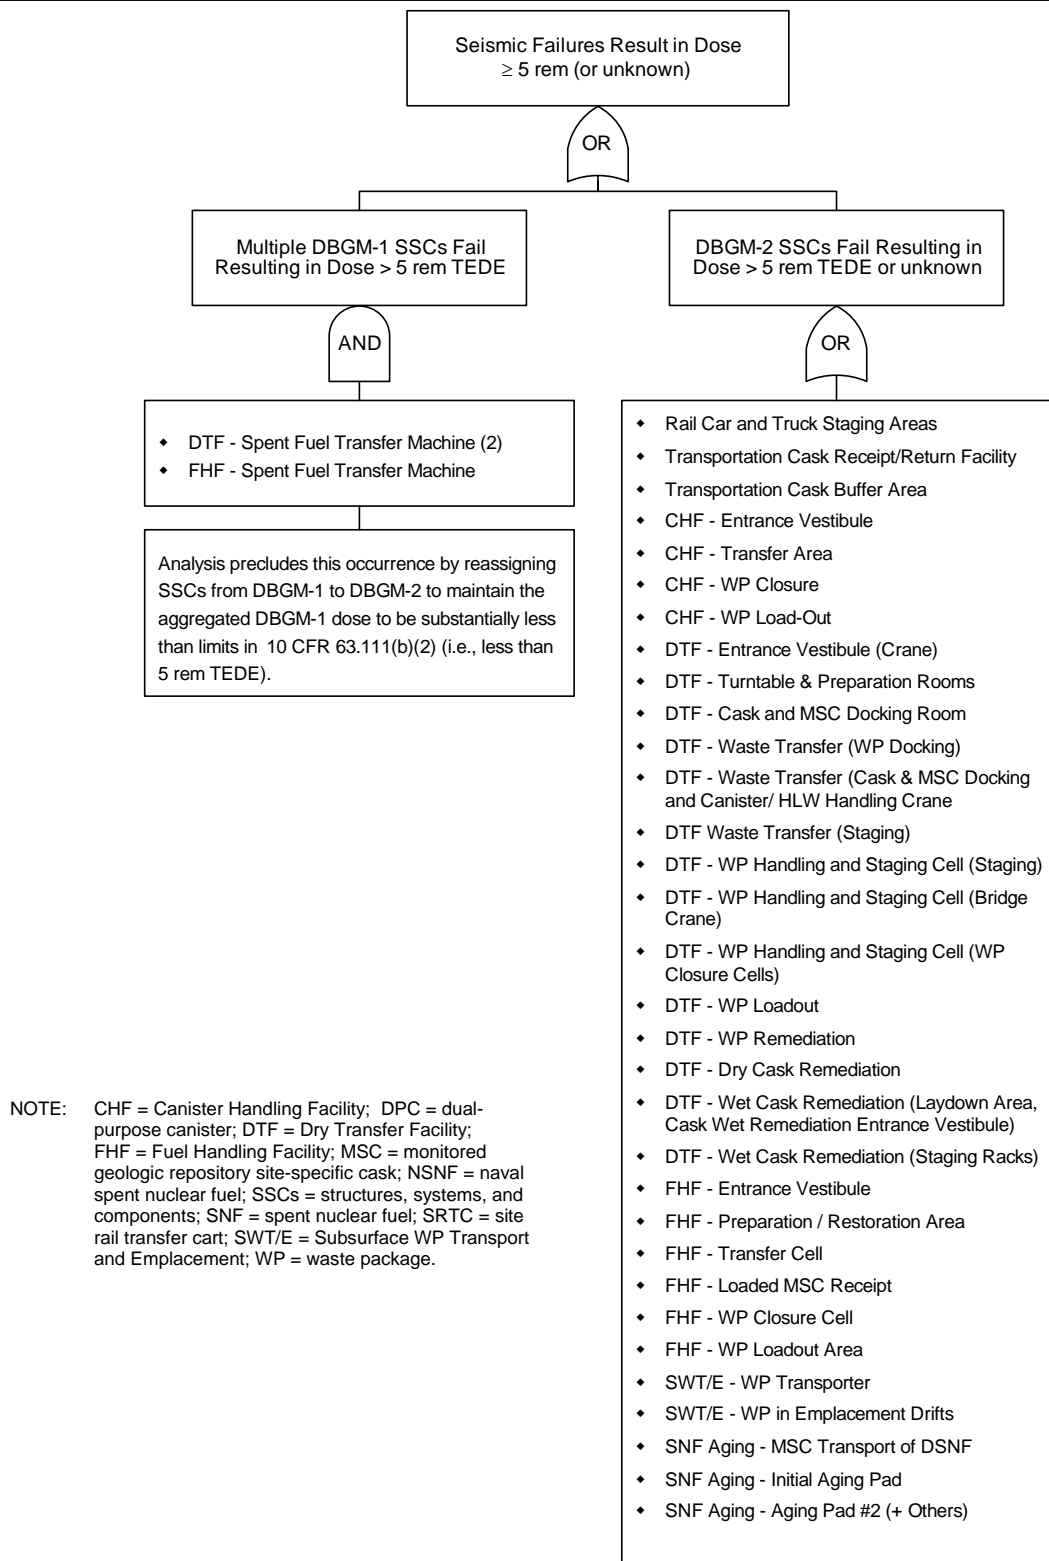 Seismic Failures Result in Dose
≥ 5 rem (or unknown)
OR
Multiple DBGM-1 SSCs Fail
Resulting in Dose > 5 rem TEDE
DBGM-2 SSCs Fail Resulting in
Dose > 5 rem TEDE or unknown
AND
OR
◆ DTF - Spent Fuel Transfer Machine (2)
◆ FHF - Spent Fuel Transfer Machine
Analysis precludes this occurrence by reassigning
SSCs from DBGM-1 to DBGM-2 to maintain the
aggregated DBGM-1 dose to be substantially less
than limits in 10 CFR 63.111(b)(2) (i.e., less than
5 rem TEDE).
◆ Rail Car and Truck Staging Areas
◆ Transportation Cask Receipt/Return Facility
◆ Transportation Cask Buffer Area
◆ CHF - Entrance Vestibule
◆ CHF - Transfer Area
◆ CHF - WP Closure
◆ CHF - WP Load-Out
◆ DTF - Entrance Vestibule (Crane)
◆ DTF - Turntable & Preparation Rooms
◆ DTF - Cask and MSC Docking Room
◆ DTF - Waste Transfer (WP Docking)
◆ DTF - Waste Transfer (Cask & MSC Docking
and Canister/ HLW Handling Crane
◆ DTF Waste Transfer (Staging)
◆ DTF - WP Handling and Staging Cell (Staging)
◆ DTF - WP Handling and Staging Cell (Bridge
Crane)
◆ DTF - WP Handling and Staging Cell (WP
Closure Cells)
◆ DTF - WP Loadout
◆ DTF - WP Remediation
◆ DTF - Dry Cask Remediation
◆ DTF - Wet Cask Remediation (Laydown Area,
Cask Wet Remediation Entrance Vestibule)
◆ DTF - Wet Cask Remediation (Staging Racks)
◆ FHF - Entrance Vestibule
◆ FHF - Preparation / Restoration Area
◆ FHF - Transfer Cell
◆ FHF - Loaded MSC Receipt
◆ FHF - WP Closure Cell
◆ FHF - WP Loadout Area
◆ SWT/E - WP Transporter
◆ SWT/E - WP in Emplacement Drifts
◆ SNF Aging - MSC Transport of DSNF
◆ SNF Aging - Initial Aging Pad
◆ SNF Aging - Aging Pad #2 (+ Others)
NOTE: CHF = Canister Handling Facility; DPC = dual-
purpose canister; DTF = Dry Transfer Facility;
FHF = Fuel Handling Facility; MSC = monitored
geologic repository site-specific cask; NSNF = naval
spent nuclear fuel; SSCs = structures, systems, and
components; SNF = spent nuclear fuel; SRTC = site
rail transfer cart; SWT/E = Subsurface WP Transport
and Emplacement; WP = waste package.